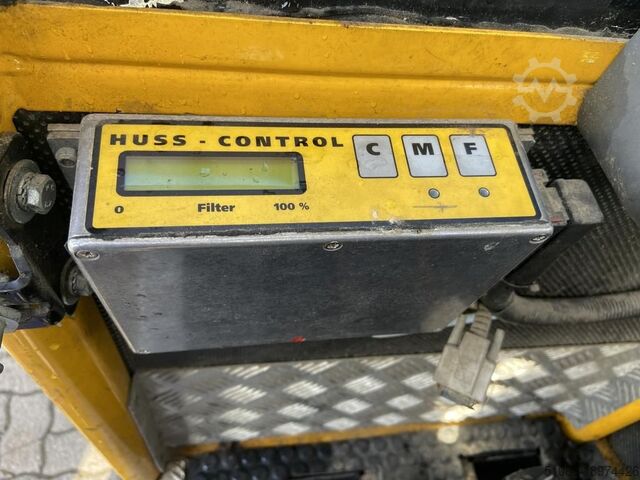 HUSS - CONTROL
C M F
0 Filter 100 %